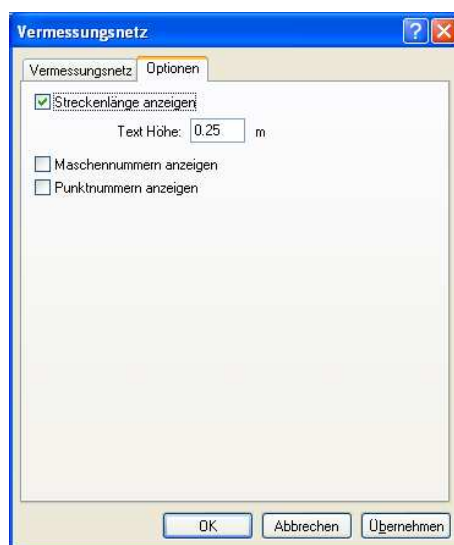 Vermessungsnetz
Vermessungsnetz Optionen
Streckenlänge anzeigen
Text Höhe: 0.25 m
Maschennummern anzeigen
Punktnummern anzeigen
OK Abbrechen Übernehmen